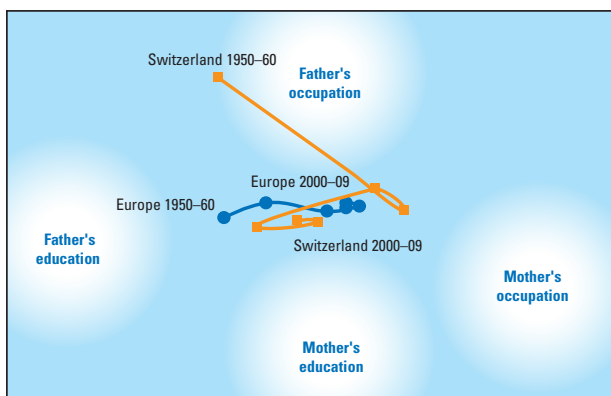 Switzerland 1950–60
Father's
occupation
Europe 2000–09
Europe 1950–60
Father's
education
Switzerland 2000–09
Mother's
occupation
Mother's
education